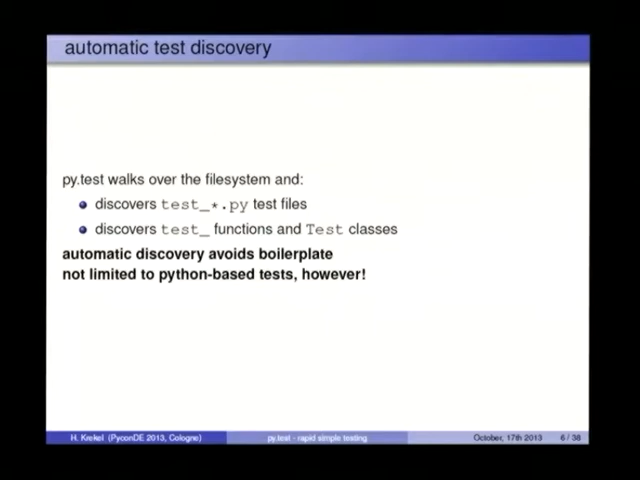 automatic test discovery
py.test walks over the filesystem and:
discovers test_*.py test files
discovers test_ functions and Test classes
automatic discovery avoids boilerplate
not limited to python-based tests, however!
H. Krekel (PyconDE 2013, Cologne) py.test - rapid simple testing October, 17th 2013 6 / 38